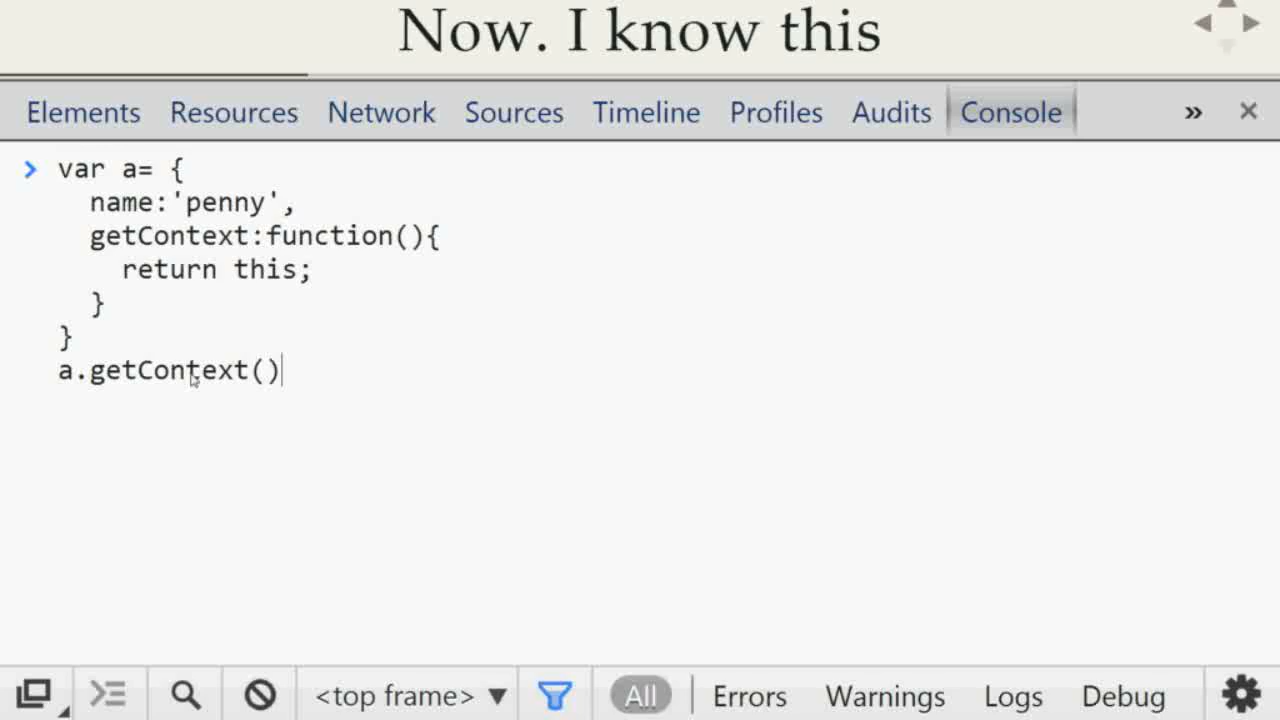 Now. I know this
Elements Resources Network Sources Timeline Profiles Audits Console » ×
> var a= {
name:'penny',
getContext:function(){
return this;
}
}
a.getContext()
<top frame> ▼ All Errors Warnings Logs Debug